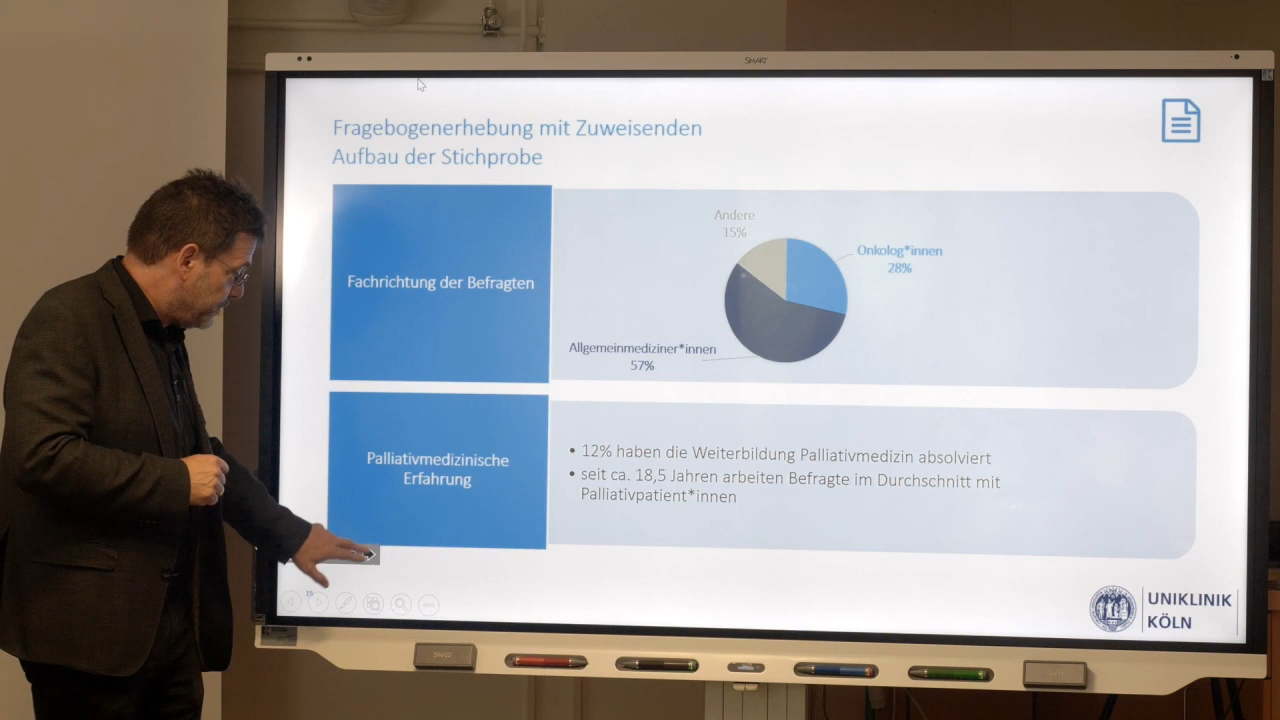 SMART
Fragebogenerhebung mit Zuweisenden
Aufbau der Stichprobe
Fachrichtung der Befragten
Andere
15%
Onkolog*innen
28%
Allgemeinmediziner*innen
57%
Palliativmedizinische
Erfahrung
• 12% haben die Weiterbildung Palliativmedizin absolviert
• seit ca. 18,5 Jahren arbeiten Befragte im Durchschnitt mit
Palliativpatient*innen
UNIKLINIK
KÖLN